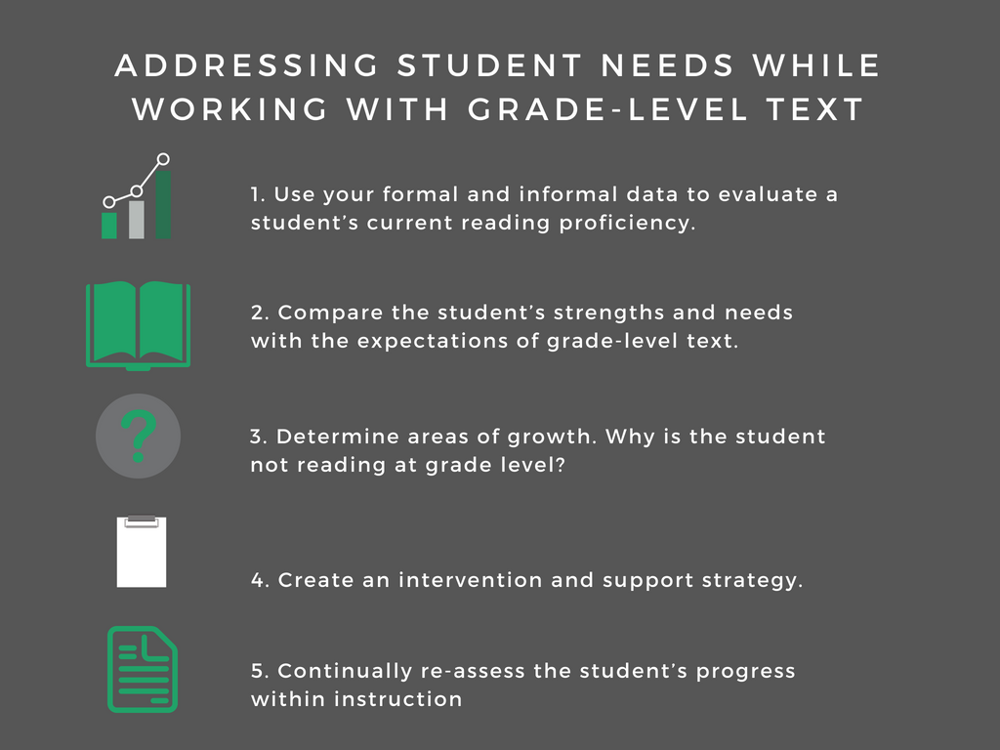 ADDRESSING STUDENT NEEDS WHILE
WORKING WITH GRADE-LEVEL TEXT
1. Use your formal and informal data to evaluate a
student’s current reading proficiency.
2. Compare the student’s strengths and needs
with the expectations of grade-level text.
3. Determine areas of growth. Why is the student
not reading at grade level?
4. Create an intervention and support strategy.
5. Continually re-assess the student’s progress
within instruction